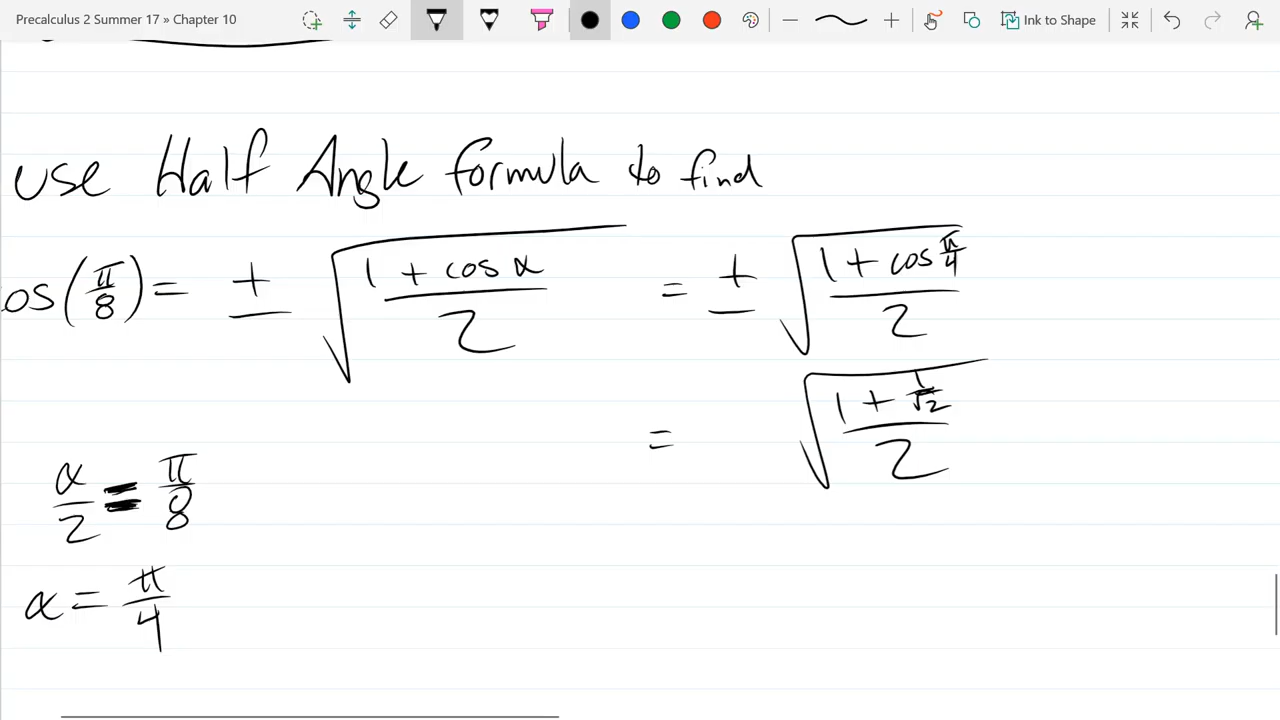 Precalculus 2 Summer 17 » Chapter 10
Ink to Shape
use Half Angle formula to find
os(π/8) = ± √((1 + cos α)/2) = ± √((1 + cos π/4)/2)
= √((1 + 1/√2)/2)
α/2 = π/8
α = π/4